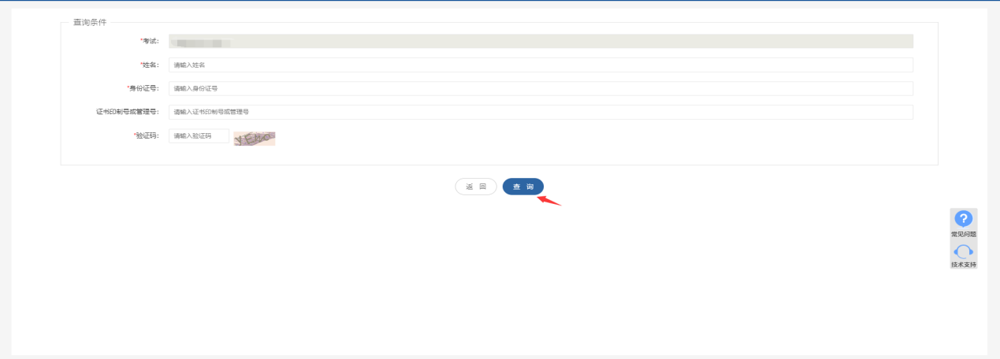 查询条件
*考试：
*姓名： 请输入姓名
*身份证号： 请输入身份证号
证书印制号或管理号： 请输入证书印制号或管理号
*验证码： 请输入验证码
返 回 查 询
常见问题
技术支持